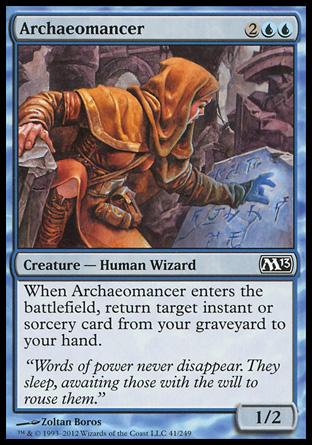 Archaeomancer 2
Creature — Human Wizard M13
When Archaeomancer enters the
battlefield, return target instant or
sorcery card from your graveyard to
your hand.
“Words of power never disappear. They
sleep, awaiting those with the will to
rouse them.”
Zoltan Boros
™ & © 1993–2012 Wizards of the Coast LLC 41/249
1/2